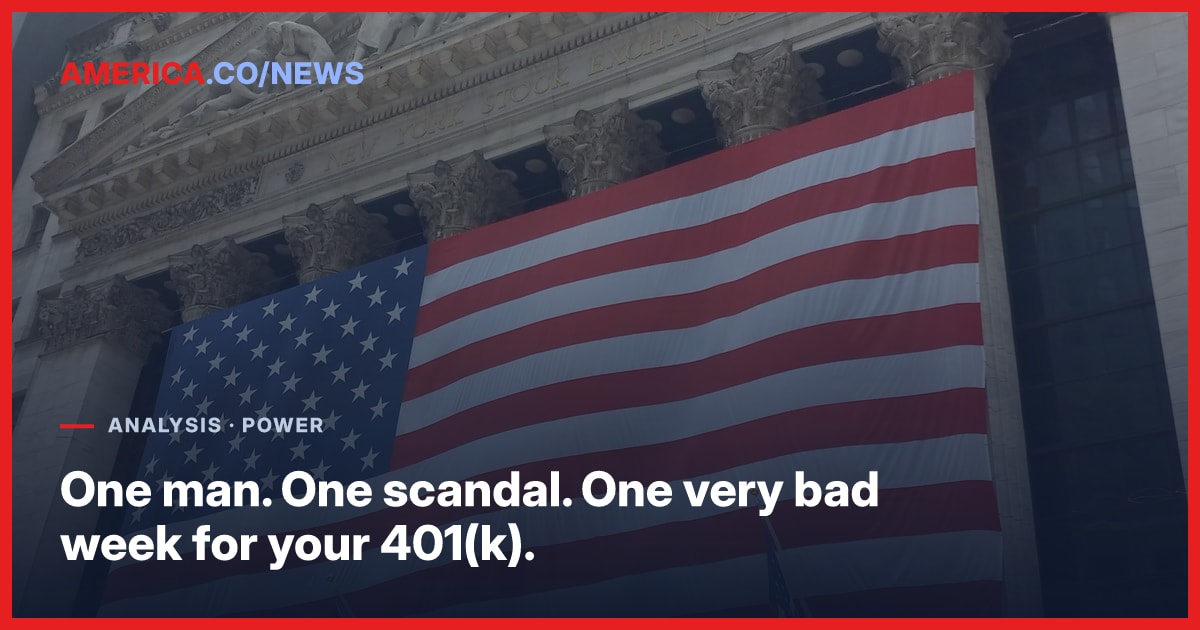 AMERICA.CO/NEWS
NEW YORK STOCK EXCHANGE
ANALYSIS · POWER
One man. One scandal. One very bad
week for your 401(k).